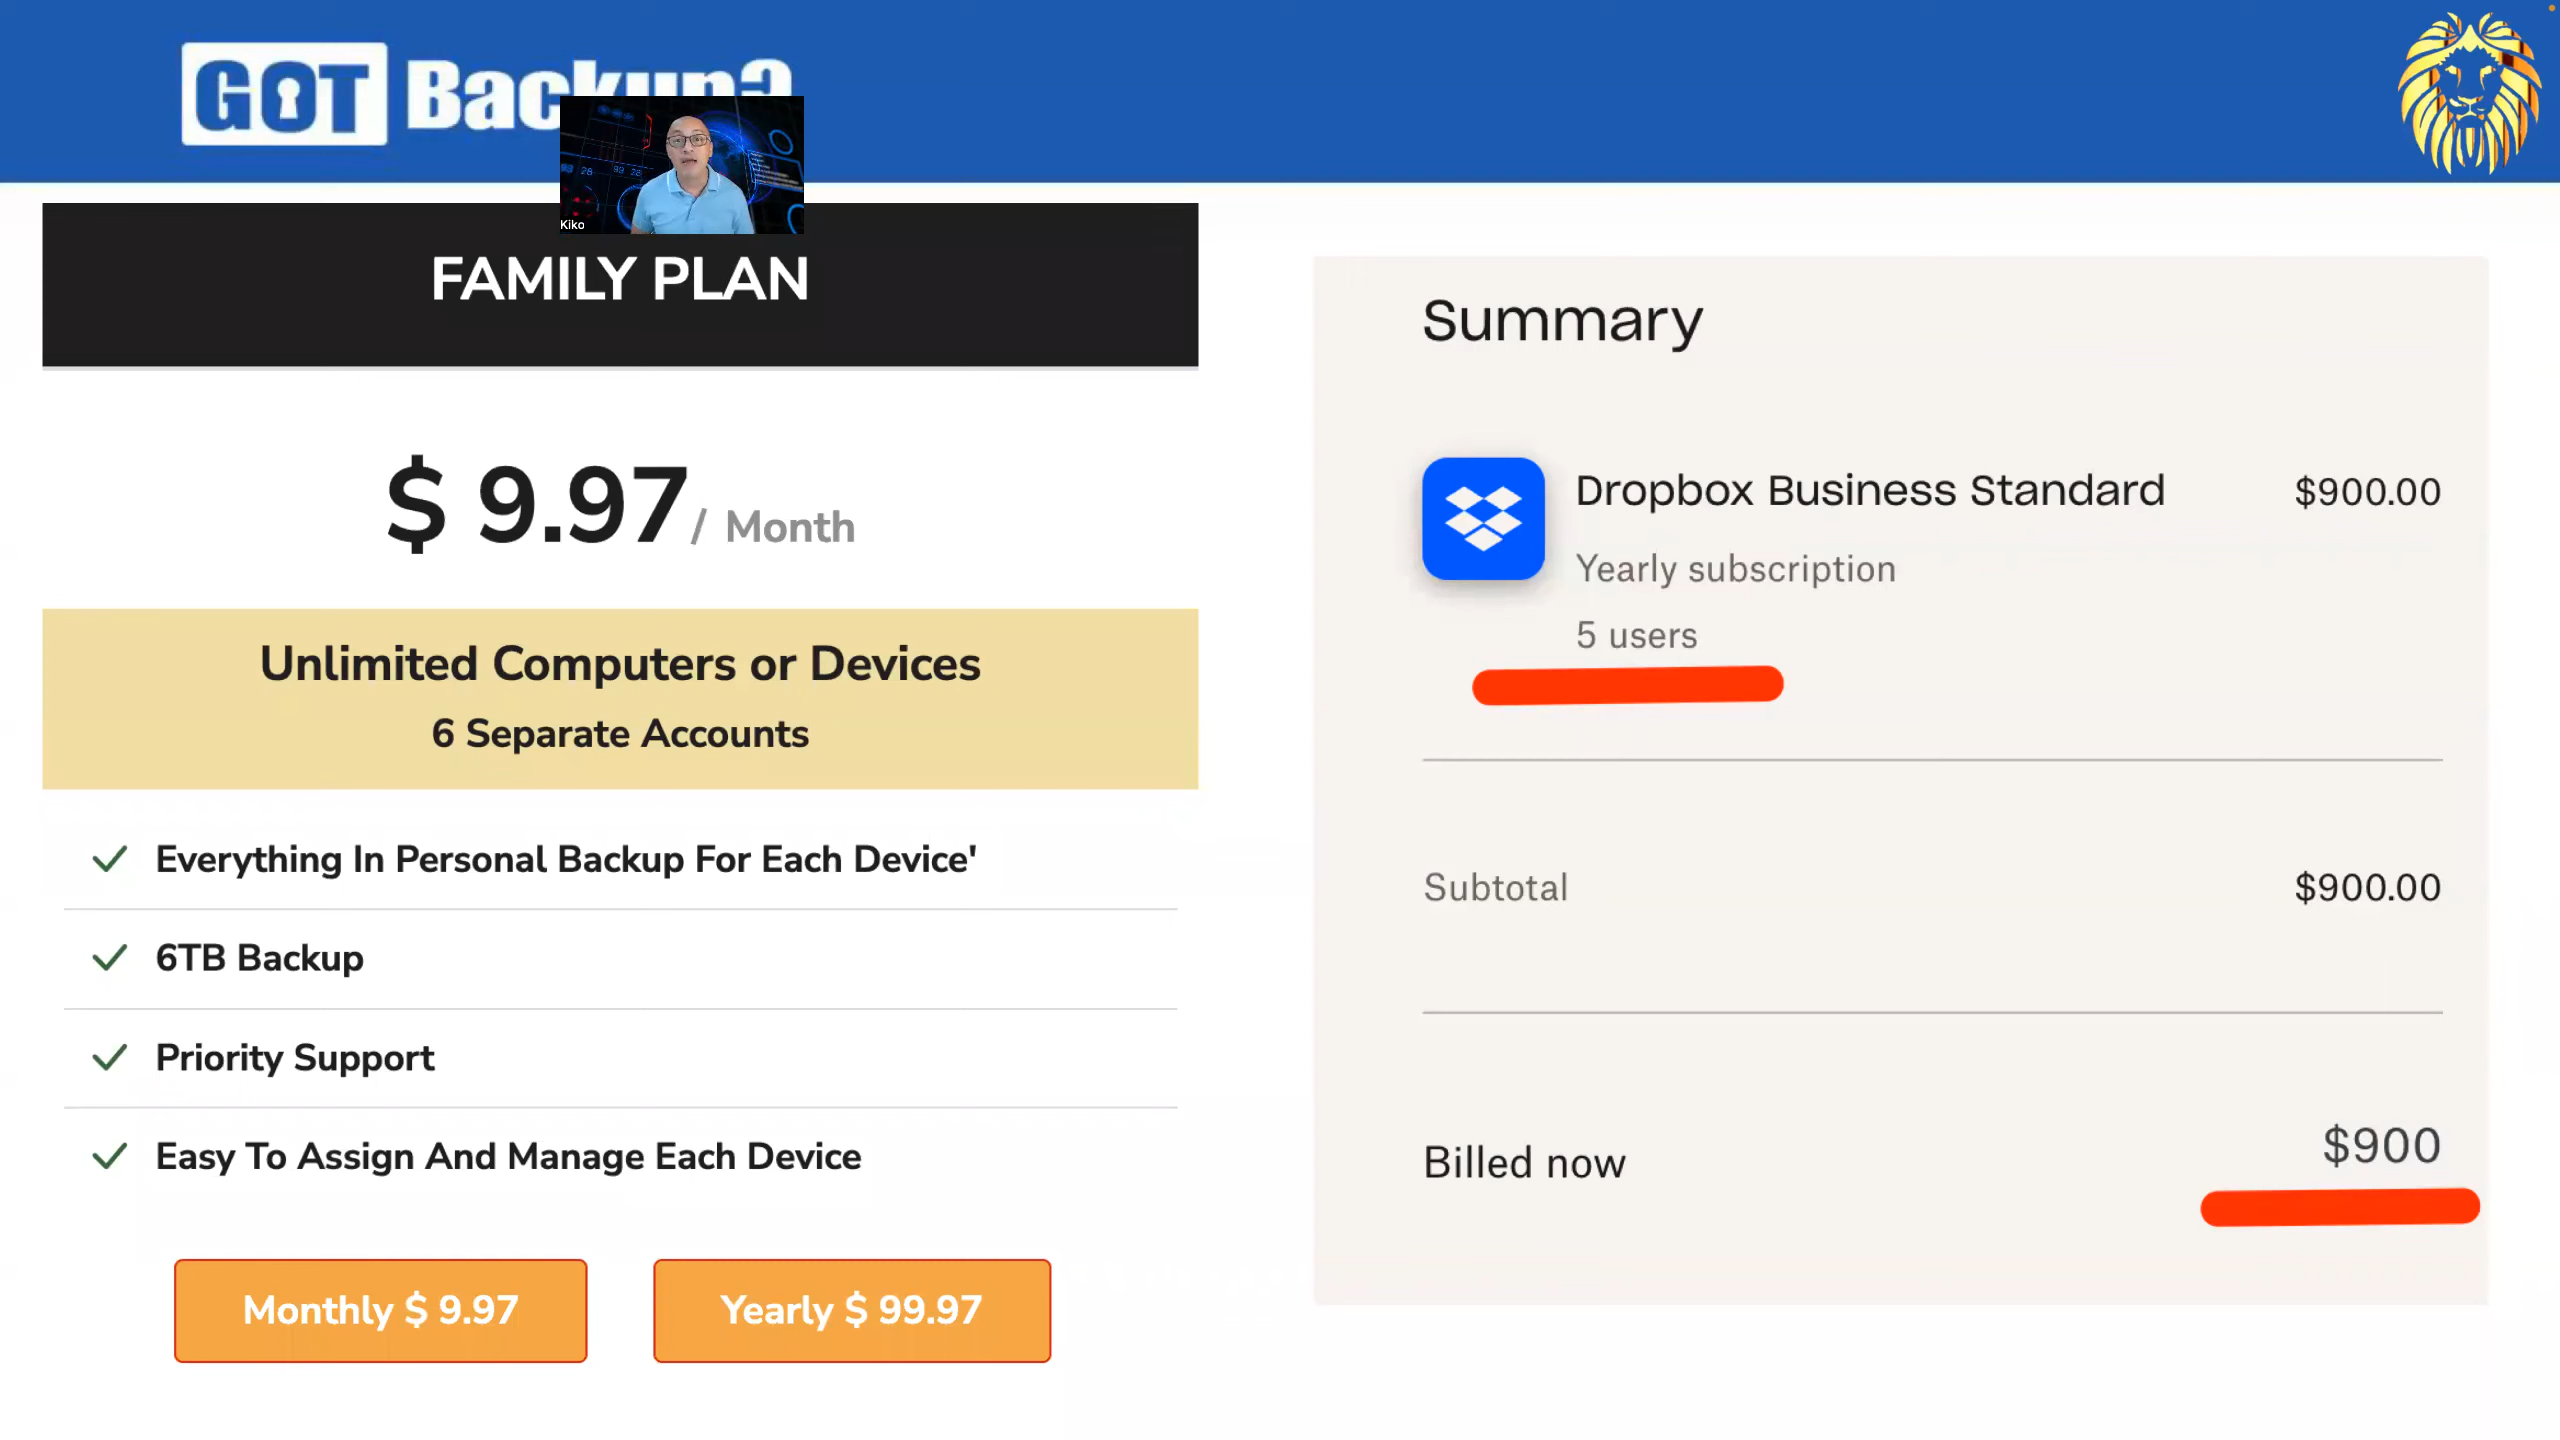 GOT Backup?
Kiko
FAMILY PLAN
$ 9.97 / Month
Unlimited Computers or Devices
6 Separate Accounts
Everything In Personal Backup For Each Device'
6TB Backup
Priority Support
Easy To Assign And Manage Each Device
Monthly $ 9.97
Yearly $ 99.97
Summary
Dropbox Business Standard $900.00
Yearly subscription
5 users
Subtotal $900.00
Billed now $900